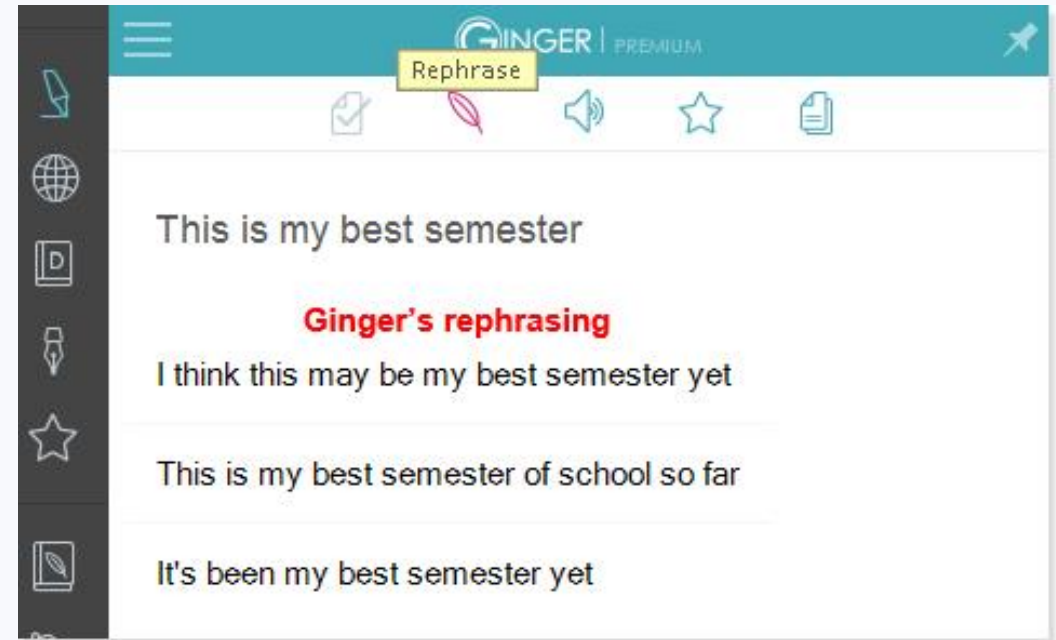 GINGER | PREMIUM
Rephrase
D
This is my best semester
Ginger’s rephrasing
I think this may be my best semester yet
This is my best semester of school so far
It's been my best semester yet